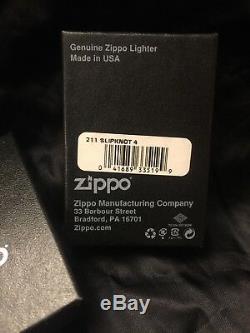 Genuine Zippo Lighter
Made in USA
211 SLIPKNOT 4
0 41689 33319 9
zippo
Zippo Manufacturing Company
33 Barbour Street
Bradford, PA 16701
Zippo.com